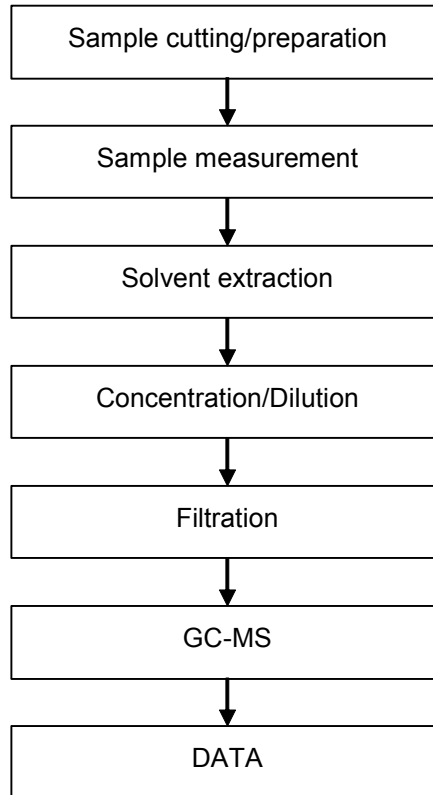 Sample cutting/preparation
Sample measurement
Solvent extraction
Concentration/Dilution
Filtration
GC-MS
DATA